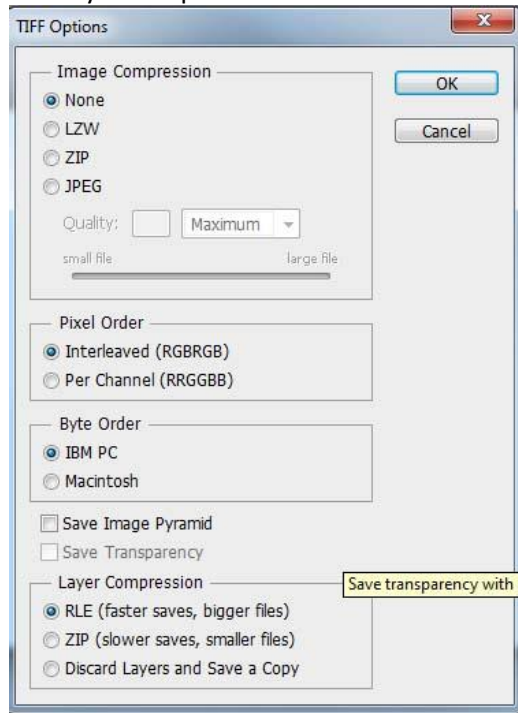 TIFF Options
Image Compression
None
LZW
ZIP
JPEG
Quality: Maximum
small file large file
OK
Cancel
Pixel Order
Interleaved (RGBRGB)
Per Channel (RRGGBB)
Byte Order
IBM PC
Macintosh
Save Image Pyramid
Save Transparency
Save transparency with
Layer Compression
RLE (faster saves, bigger files)
ZIP (slower saves, smaller files)
Discard Layers and Save a Copy